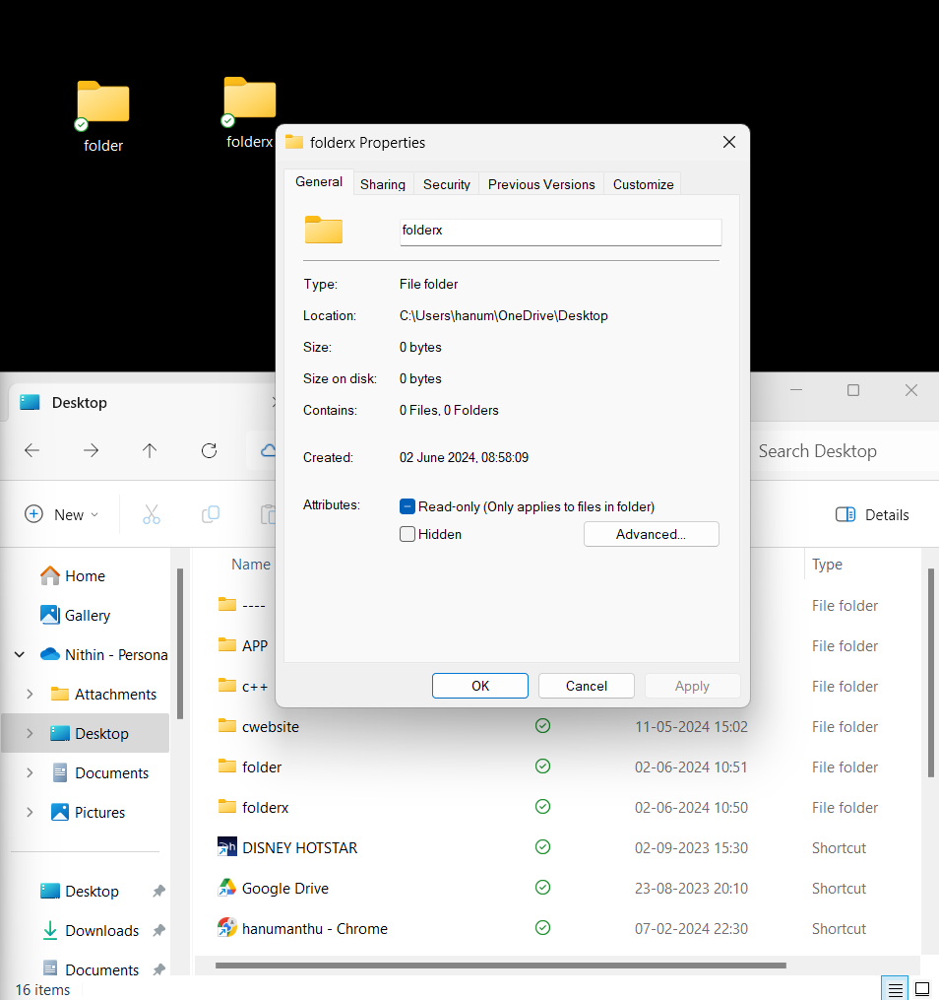 folder
folderx
folderx Properties
General
Sharing
Security
Previous Versions
Customize
folderx
Type: File folder
Location: C:\Users\hanum\OneDrive\Desktop
Size: 0 bytes
Size on disk: 0 bytes
Contains: 0 Files, 0 Folders
Created: 02 June 2024, 08:58:09
Attributes: Read-only (Only applies to files in folder)
Hidden Advanced...
OK Cancel Apply
Desktop
Search Desktop
New Details
Home
Gallery
Nithin - Persona
Attachments
Desktop
Documents
Pictures
Desktop
Downloads
Documents
Name Type
---- File folder
APP File folder
c++ File folder
cwebsite 11-05-2024 15:02 File folder
folder 02-06-2024 10:51 File folder
folderx 02-06-2024 10:50 File folder
DISNEY HOTSTAR 02-09-2023 15:30 Shortcut
Google Drive 23-08-2023 20:10 Shortcut
hanumanthu - Chrome 07-02-2024 22:30 Shortcut
16 items